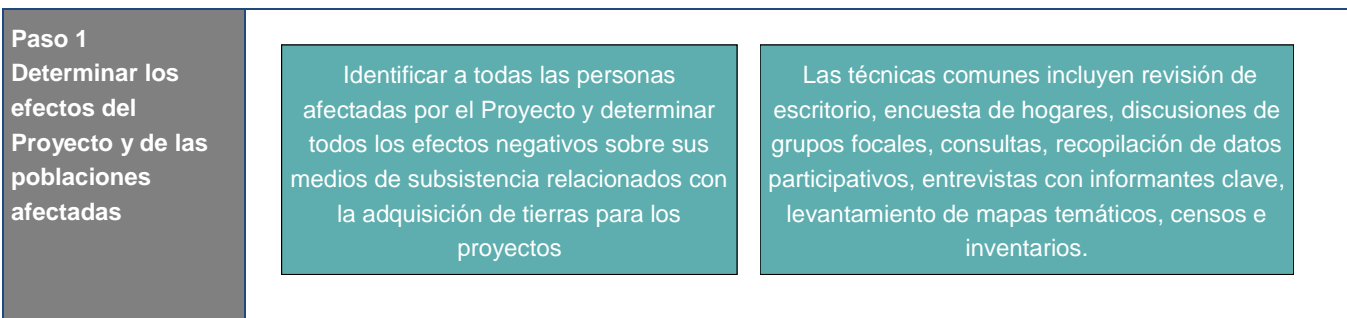 Paso 1
Determinar los
efectos del
Proyecto y de las
poblaciones
afectadas
Identificar a todas las personas
afectadas por el Proyecto y determinar
todos los efectos negativos sobre sus
medios de subsistencia relacionados con
la adquisición de tierras para los
proyectos
Las técnicas comunes incluyen revisión de
escritorio, encuesta de hogares, discusiones de
grupos focales, consultas, recopilación de datos
participativos, entrevistas con informantes clave,
levantamiento de mapas temáticos, censos e
inventarios.